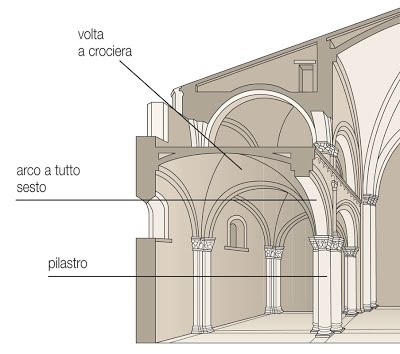 volta
a crociera
arco a tutto
sesto
pilastro